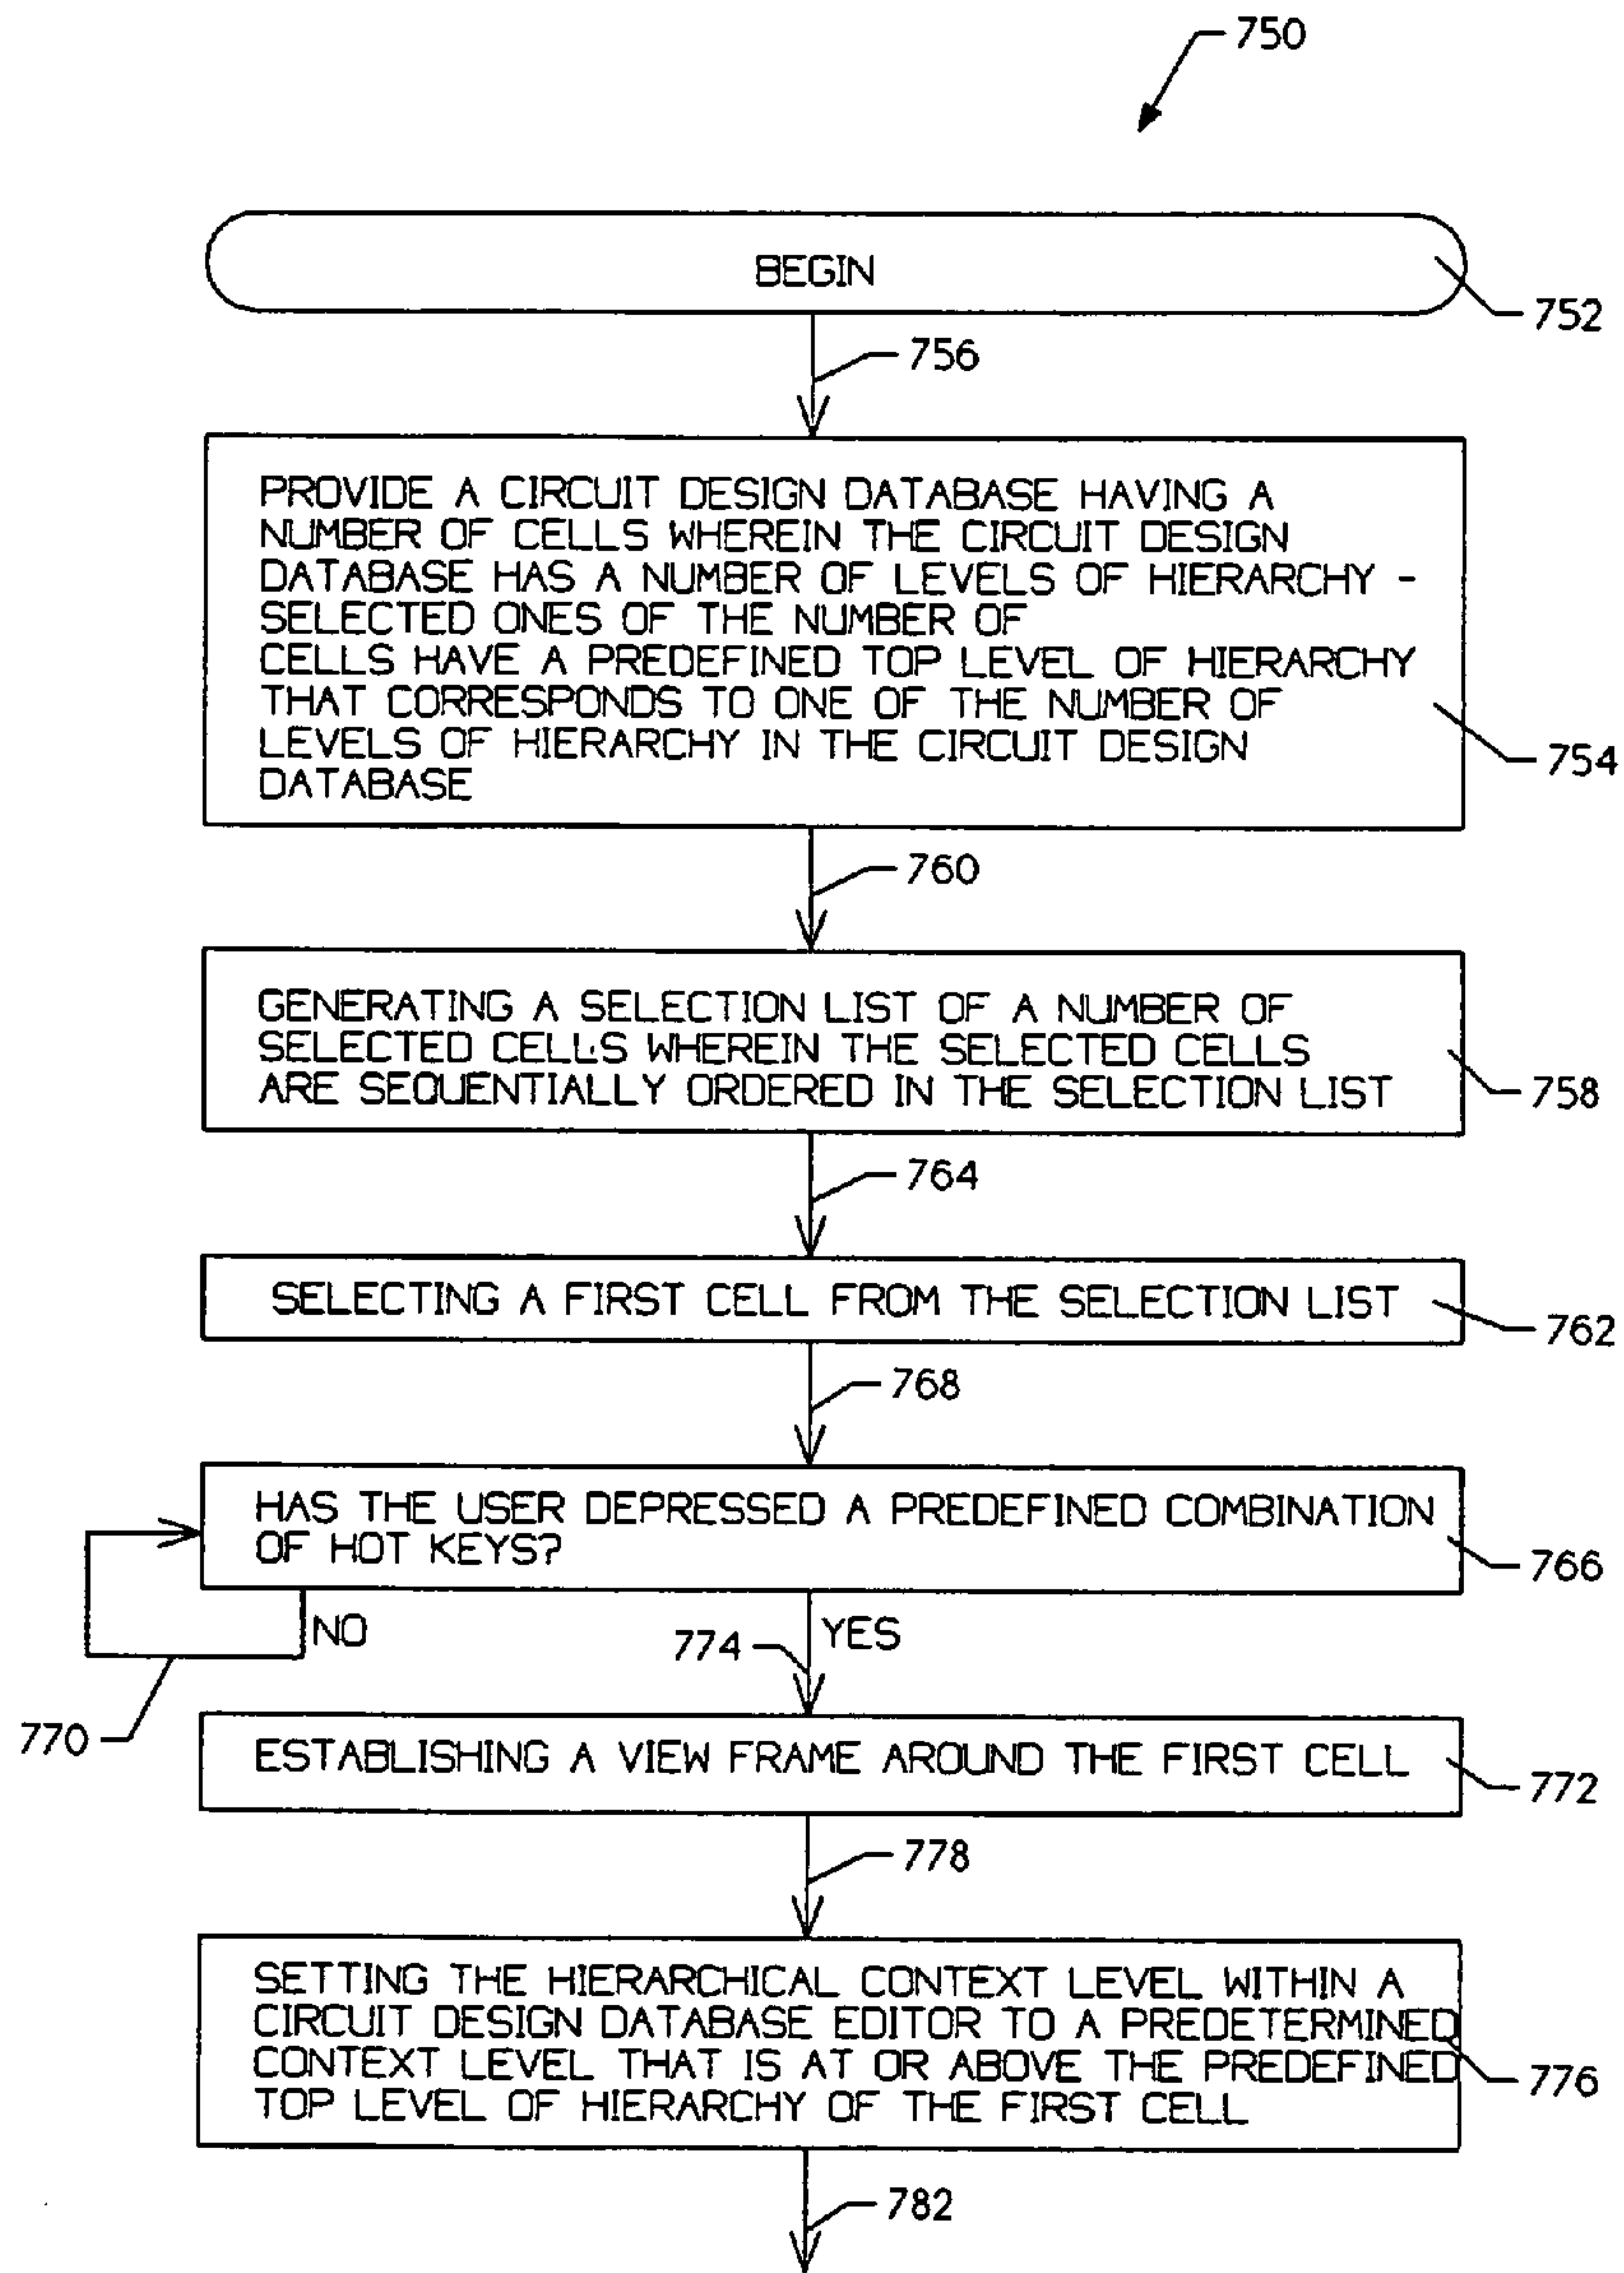 750
BEGIN
752
756
PROVIDE A CIRCUIT DESIGN DATABASE HAVING A
NUMBER OF CELLS WHEREIN THE CIRCUIT DESIGN
DATABASE HAS A NUMBER OF LEVELS OF HIERARCHY -
SELECTED ONES OF THE NUMBER OF
CELLS HAVE A PREDEFINED TOP LEVEL OF HIERARCHY
THAT CORRESPONDS TO ONE OF THE NUMBER OF
LEVELS OF HIERARCHY IN THE CIRCUIT DESIGN
DATABASE
754
760
GENERATING A SELECTION LIST OF A NUMBER OF
SELECTED CELLS WHEREIN THE SELECTED CELLS
ARE SEQUENTIALLY ORDERED IN THE SELECTION LIST
758
764
SELECTING A FIRST CELL FROM THE SELECTION LIST
762
768
HAS THE USER DEPRESSED A PREDEFINED COMBINATION
OF HOT KEYS?
766
NO
774
YES
770
ESTABLISHING A VIEW FRAME AROUND THE FIRST CELL
772
778
SETTING THE HIERARCHICAL CONTEXT LEVEL WITHIN A
CIRCUIT DESIGN DATABASE EDITOR TO A PREDETERMINED
CONTEXT LEVEL THAT IS AT OR ABOVE THE PREDEFINED
TOP LEVEL OF HIERARCHY OF THE FIRST CELL
776
782